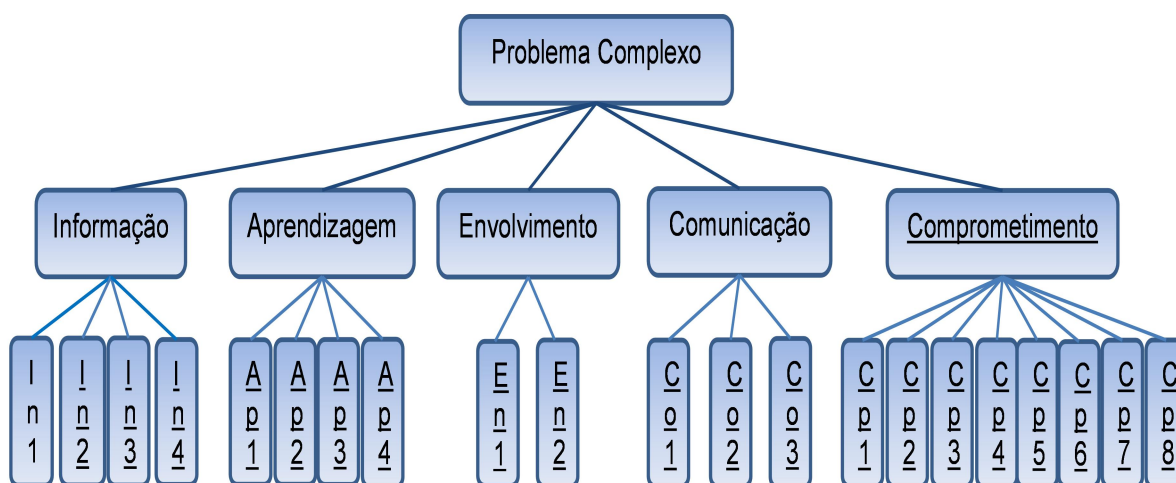 Problema Complexo
Informação
Aprendizagem
Envolvimento
Comunicação
Comprometimento
In1
In2
In3
In4
Ap1
Ap2
Ap3
Ap4
En1
En2
Co1
Co2
Co3
Cp1
Cp2
Cp3
Cp4
Cp5
Cp6
Cp7
Cp8